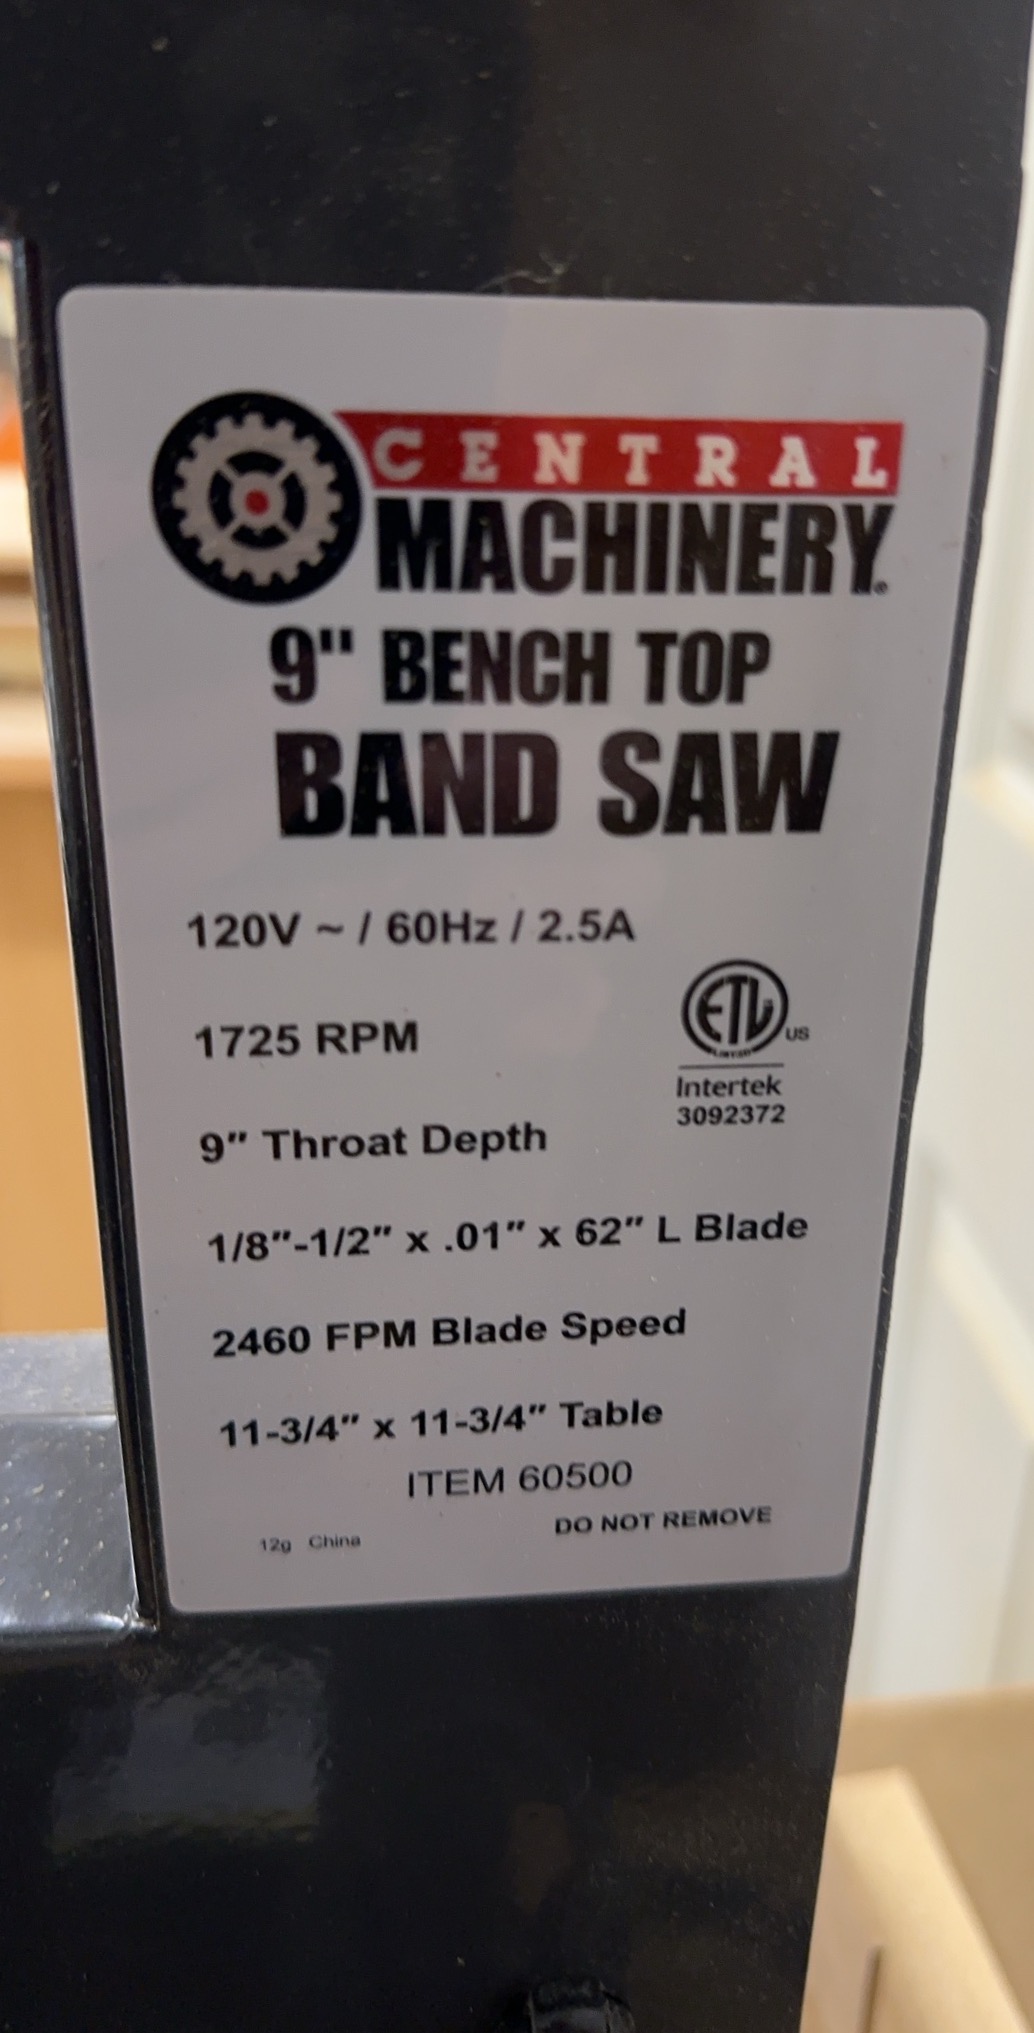 CENTRAL
MACHINERY®
9" BENCH TOP
BAND SAW
120V ~ / 60Hz / 2.5A
1725 RPM
ETL US
LISTED
Intertek
3092372
9" Throat Depth
1/8"-1/2" x .01" x 62" L Blade
2460 FPM Blade Speed
11-3/4" x 11-3/4" Table
ITEM 60500
DO NOT REMOVE
12g China